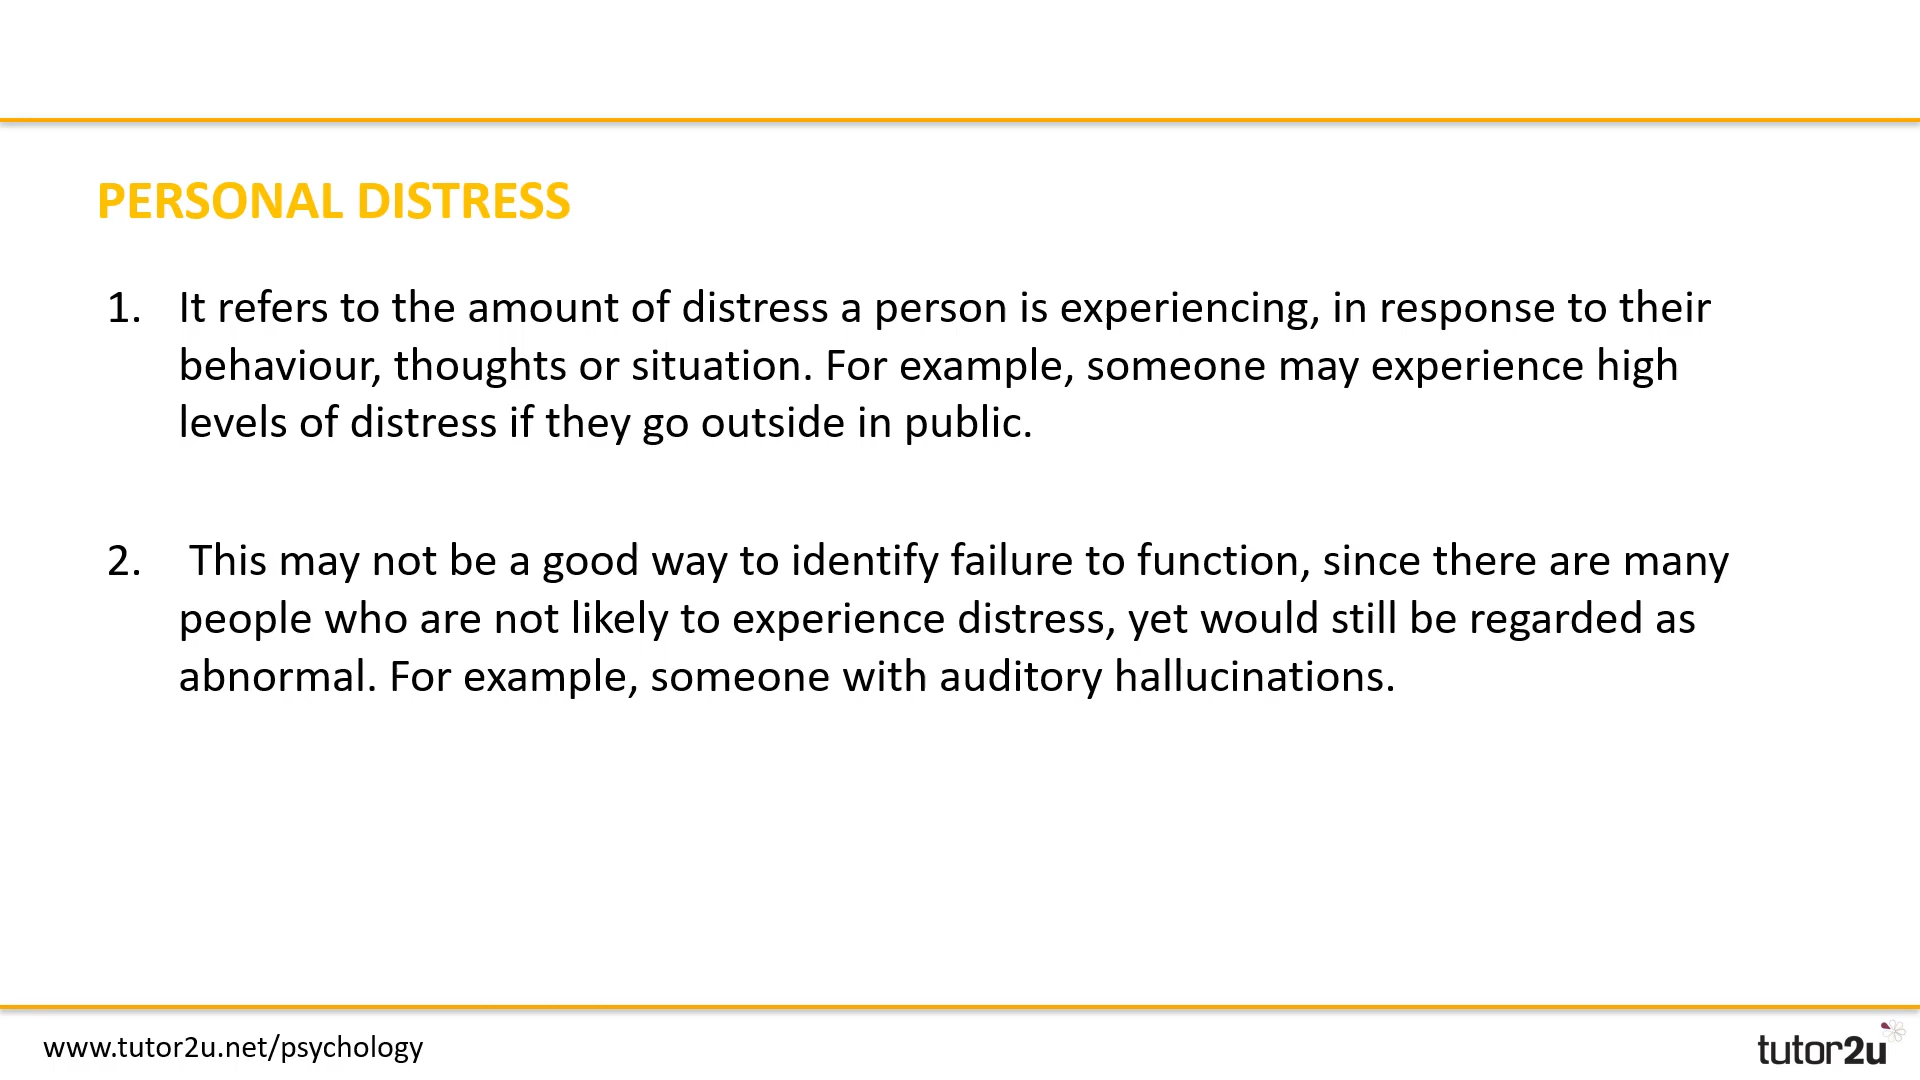 PERSONAL DISTRESS
1. It refers to the amount of distress a person is experiencing, in response to their
behaviour, thoughts or situation. For example, someone may experience high
levels of distress if they go outside in public.
2. This may not be a good way to identify failure to function, since there are many
people who are not likely to experience distress, yet would still be regarded as
abnormal. For example, someone with auditory hallucinations.
www.tutor2u.net/psychology
tutor2u